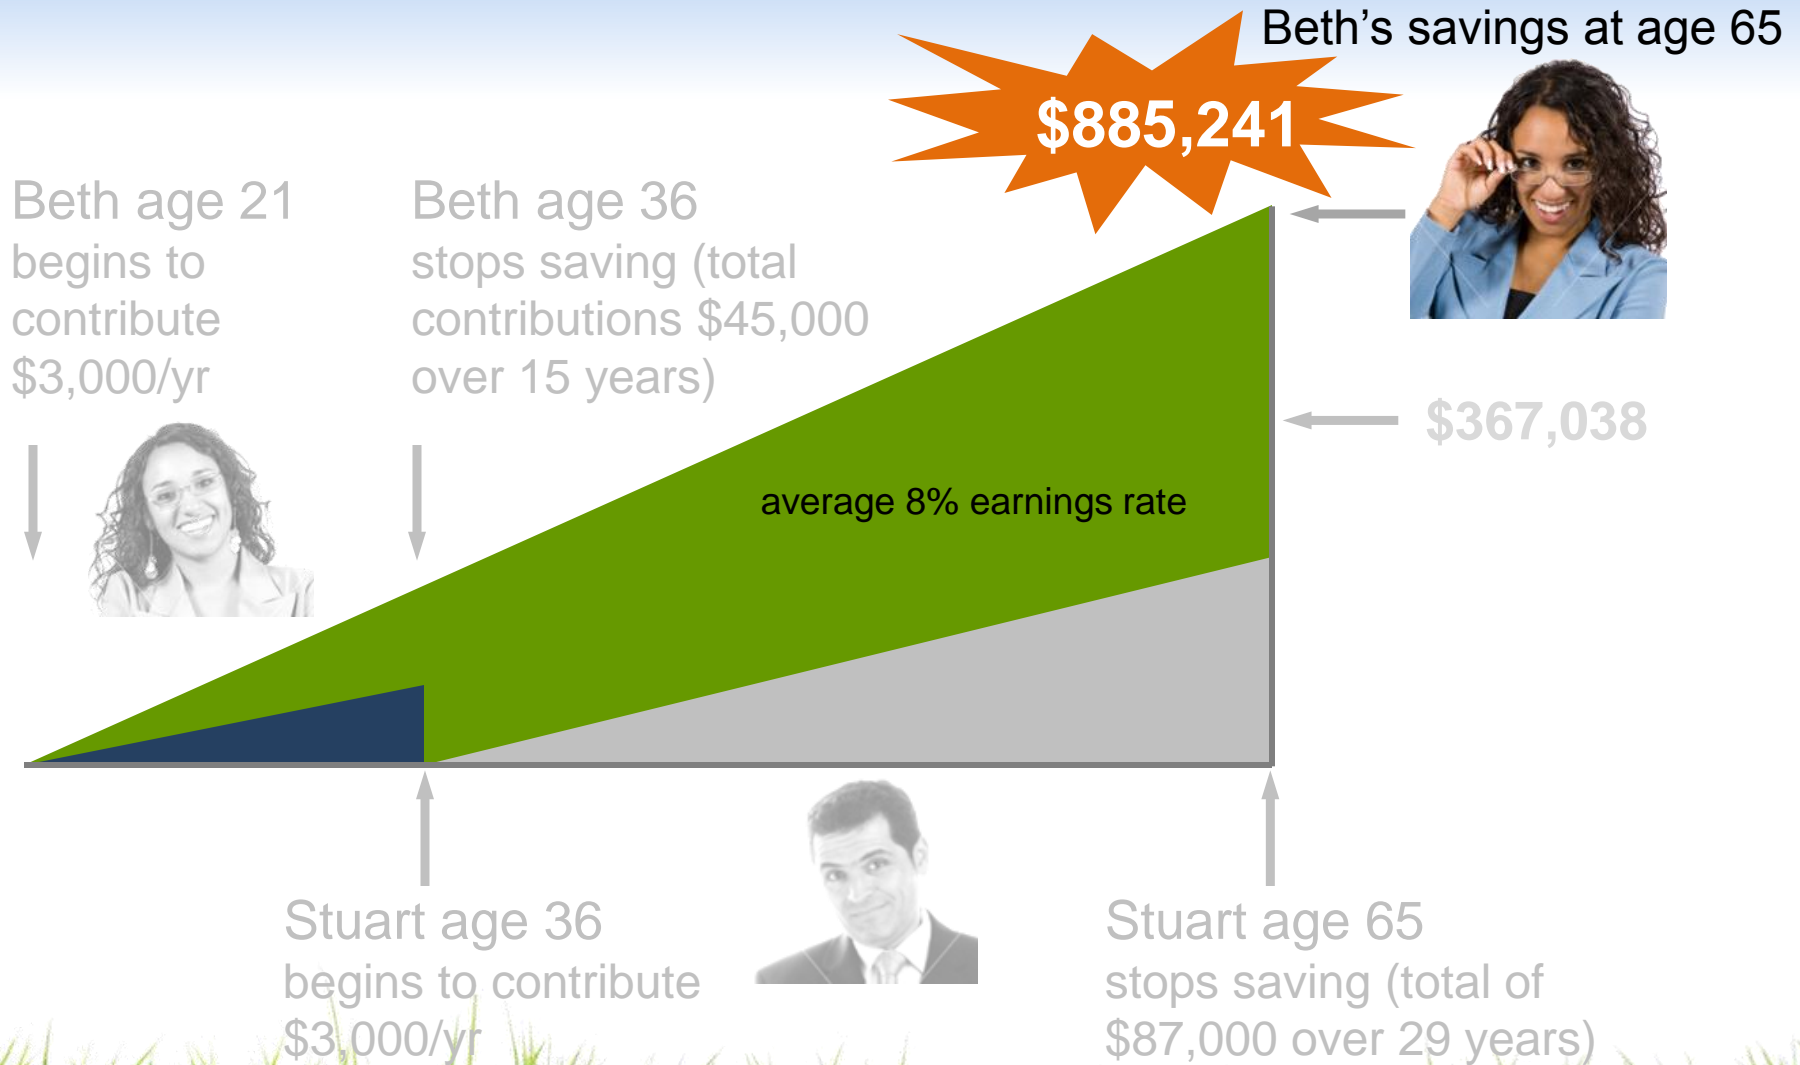 Beth’s savings at age 65
$885,241
Beth age 21
begins to
contribute
$3,000/yr
Beth age 36
stops saving (total
contributions $45,000
over 15 years)
$367,038
average 8% earnings rate
Stuart age 36
begins to contribute
$3,000/yr
Stuart age 65
stops saving (total of
$87,000 over 29 years)